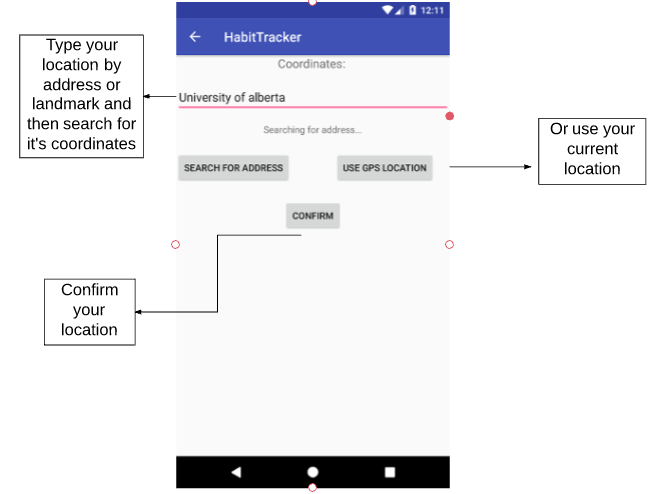 12:11
HabitTracker
Coordinates:
Type your
location by
address or
landmark and
then search for
it's coordinates
University of alberta
Searching for address...
Or use your
current
location
SEARCH FOR ADDRESS
USE GPS LOCATION
CONFIRM
Confirm
your
location